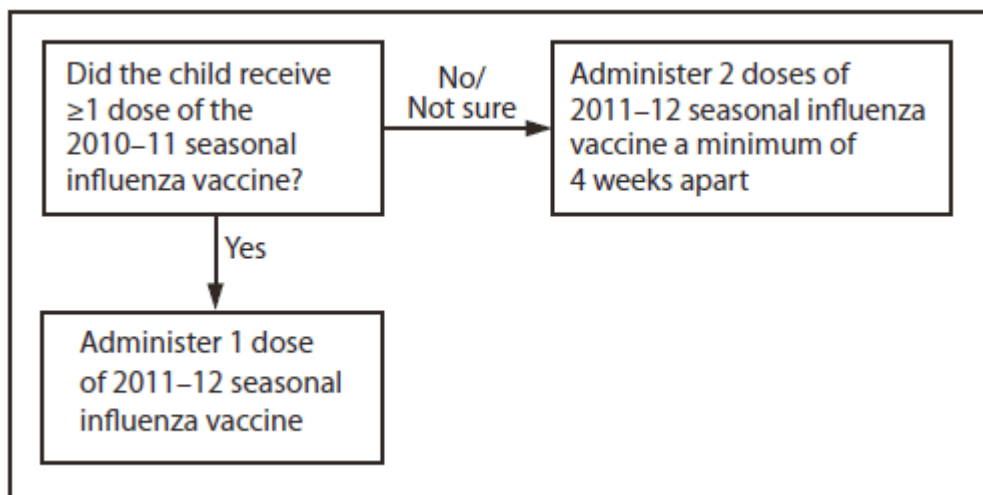 Did the child receive
≥1 dose of the
2010–11 seasonal
influenza vaccine?
No/
Not sure
Administer 2 doses of
2011–12 seasonal influenza
vaccine a minimum of
4 weeks apart
Yes
Administer 1 dose
of 2011–12 seasonal
influenza vaccine